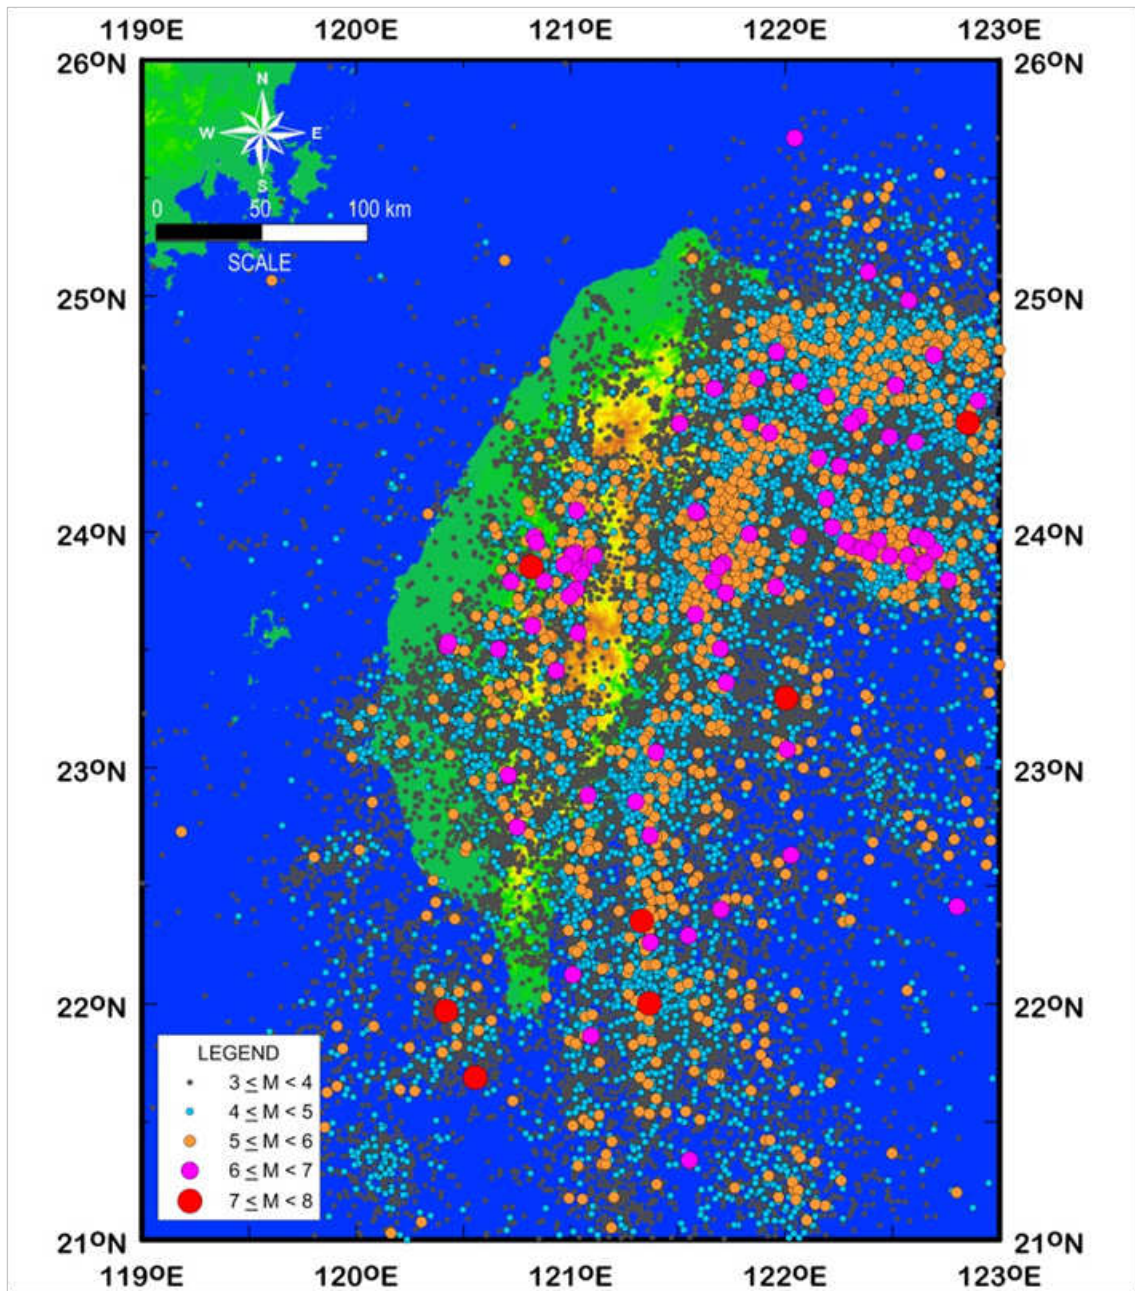 119ºE 120ºE 121ºE 122ºE 123ºE
26ºN 26ºN
N
W E
S
0 50 100 km
SCALE
25ºN 25ºN
24ºN 24ºN
23ºN 23ºN
22ºN 22ºN
LEGEND
3 ≤ M < 4
4 ≤ M < 5
5 ≤ M < 6
6 ≤ M < 7
7 ≤ M < 8
21ºN 21ºN
119ºE 120ºE 121ºE 122ºE 123ºE